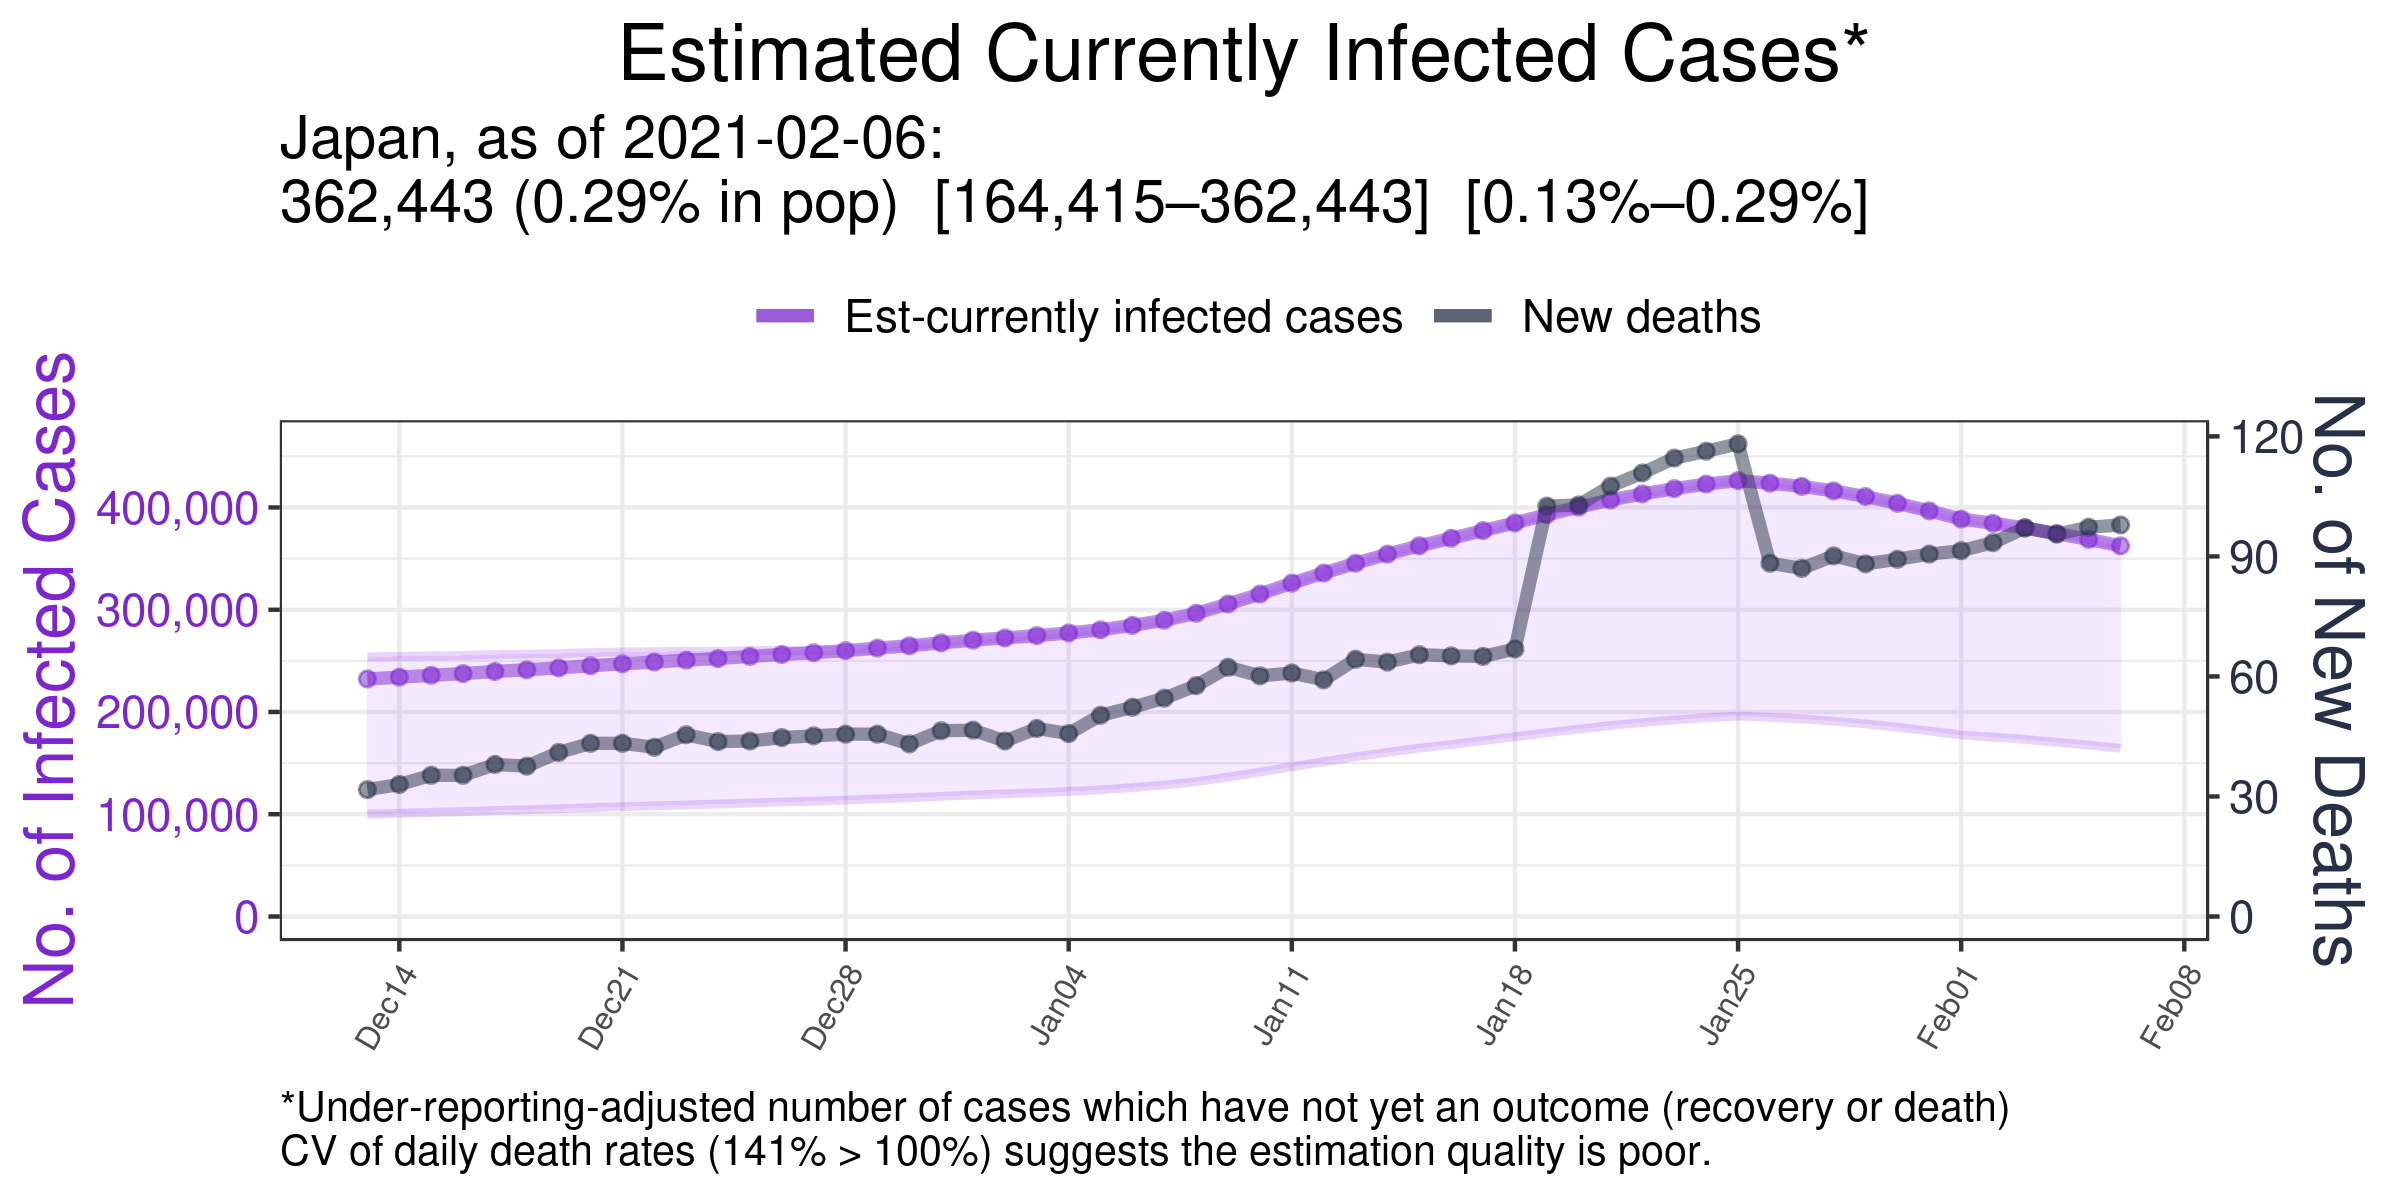 Estimated Currently Infected Cases*
Japan, as of 2021-02-06:
362,443 (0.29% in pop) [164,415–362,443] [0.13%–0.29%]
Est-currently infected cases
New deaths
No. of Infected Cases
400,000
300,000
200,000
100,000
0
120
90
60
30
0
No. of New Deaths
Dec14
Dec21
Dec28
Jan04
Jan11
Jan18
Jan25
Feb01
Feb08
*Under-reporting-adjusted number of cases which have not yet an outcome (recovery or death)
CV of daily death rates (141% > 100%) suggests the estimation quality is poor.